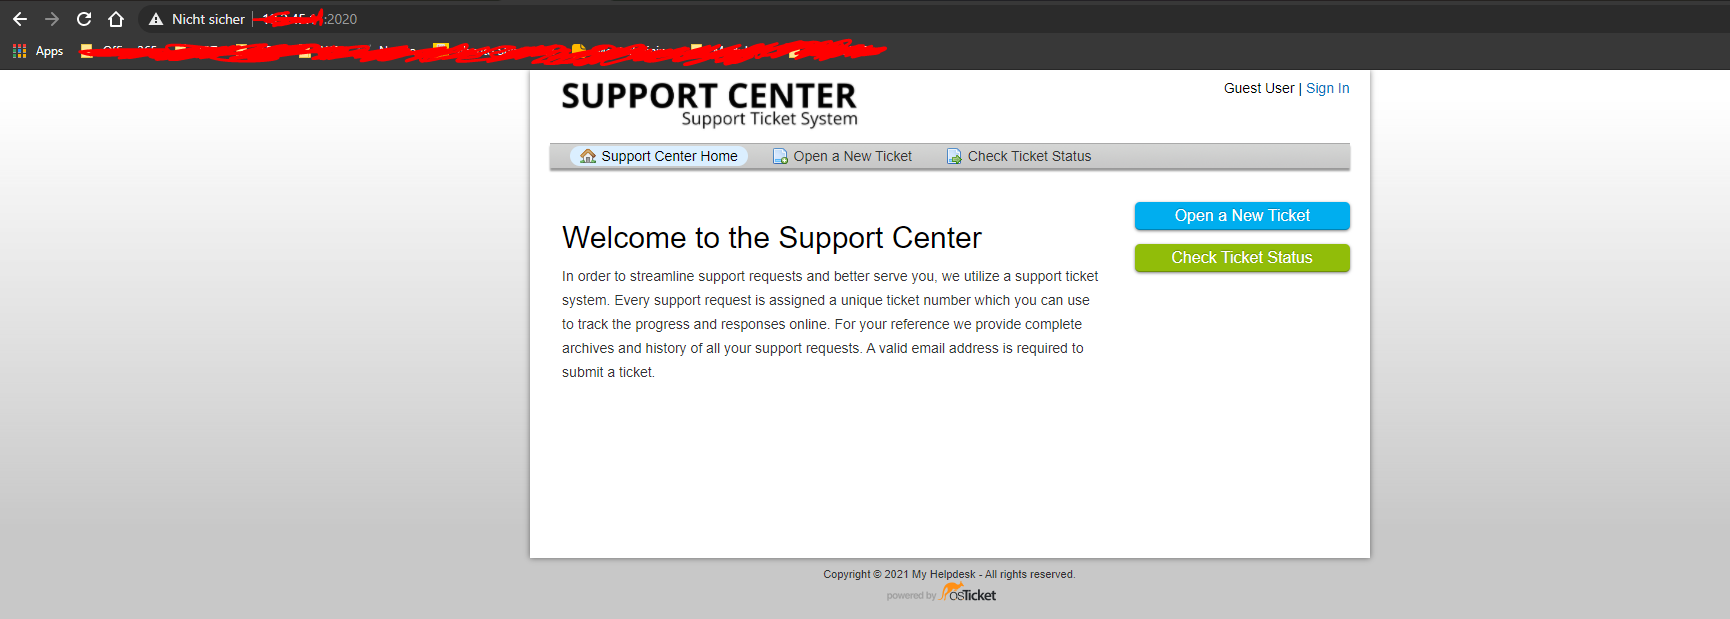 Nicht sicher
:2020
Apps
SUPPORT CENTER
Support Ticket System
Guest User | Sign In
Support Center Home
Open a New Ticket
Check Ticket Status
Open a New Ticket
Check Ticket Status
Welcome to the Support Center
In order to streamline support requests and better serve you, we utilize a support ticket
system. Every support request is assigned a unique ticket number which you can use
to track the progress and responses online. For your reference we provide complete
archives and history of all your support requests. A valid email address is required to
submit a ticket.
Copyright © 2021 My Helpdesk - All rights reserved.
powered by osTicket